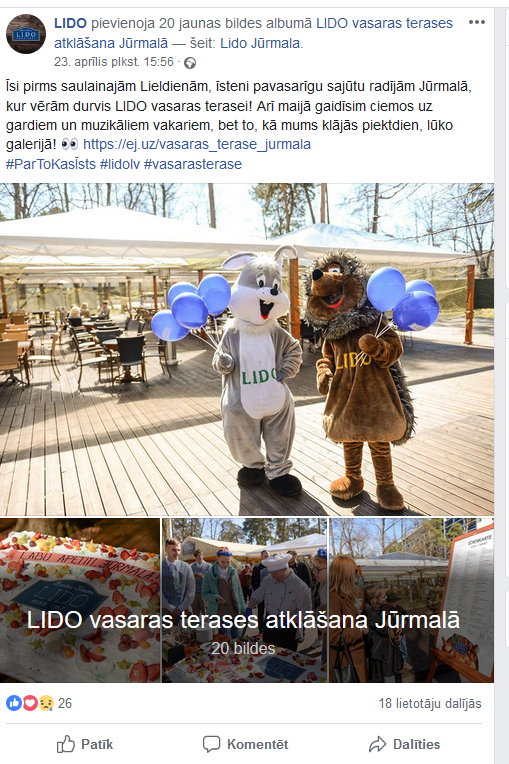 LIDO pievienoja 20 jaunas bildes albumā LIDO vasaras terases
atklāšana Jūrmalā — šeit: Lido Jūrmala.
23. aprīlis plkst. 15:56 ·
Īsi pirms saulainajām Lieldienām, īsteni pavasarīgu sajūtu radījām Jūrmalā,
kur vērām durvis LIDO vasaras terasei! Arī maijā gaidīsim ciemos uz
gardiem un muzikāliem vakariem, bet to, kā mums klājās piektdien, lūko
galerijā! 👀 https://ej.uz/vasaras_terase_jurmala
#ParToKasĪsts #lidolv #vasarasterase
LIDO
LIDO
LABU APETĪTI JŪRMALĀ!
LIDO
LIDO vasaras terases atklāšana Jūrmalā
20 bildes
26
18 lietotāju dalījās
Patīk
Komentēt
Dalīties